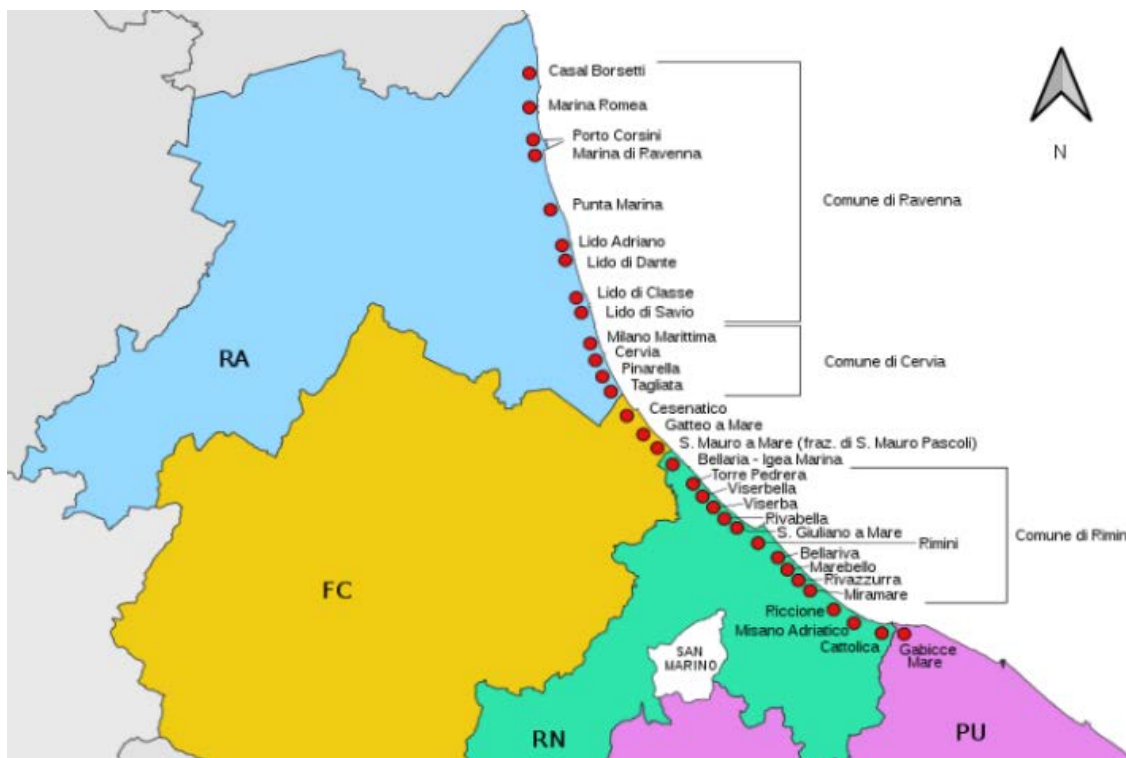 Casal Borsetti
Marina Romea
N
Porto Corsini
Marina di Ravenna
Comune di Ravenna
Punta Marina
Lido Adriano
Lido di Dante
Lido di Classe
Lido di Savio
Milano Marittima
RA
Cervia
Comune di Cervia
Pinarella
Tagliata
Cesenatico
Gatteo a Mare
S. Mauro a Mare (fraz. di S. Mauro Pascoli)
Bellaria - Igea Marina
Torre Pedrera
Viserbella
Viserba
Rivabella
S. Giuliano a Mare
Comune di Rimin
Rimini
Bellariva
Marebello
Rivazzurra
FC
Miramare
Riccione
Misano Adriatico
Cattolica
Gabicce
Mare
SAN
MARINO
RN
PU